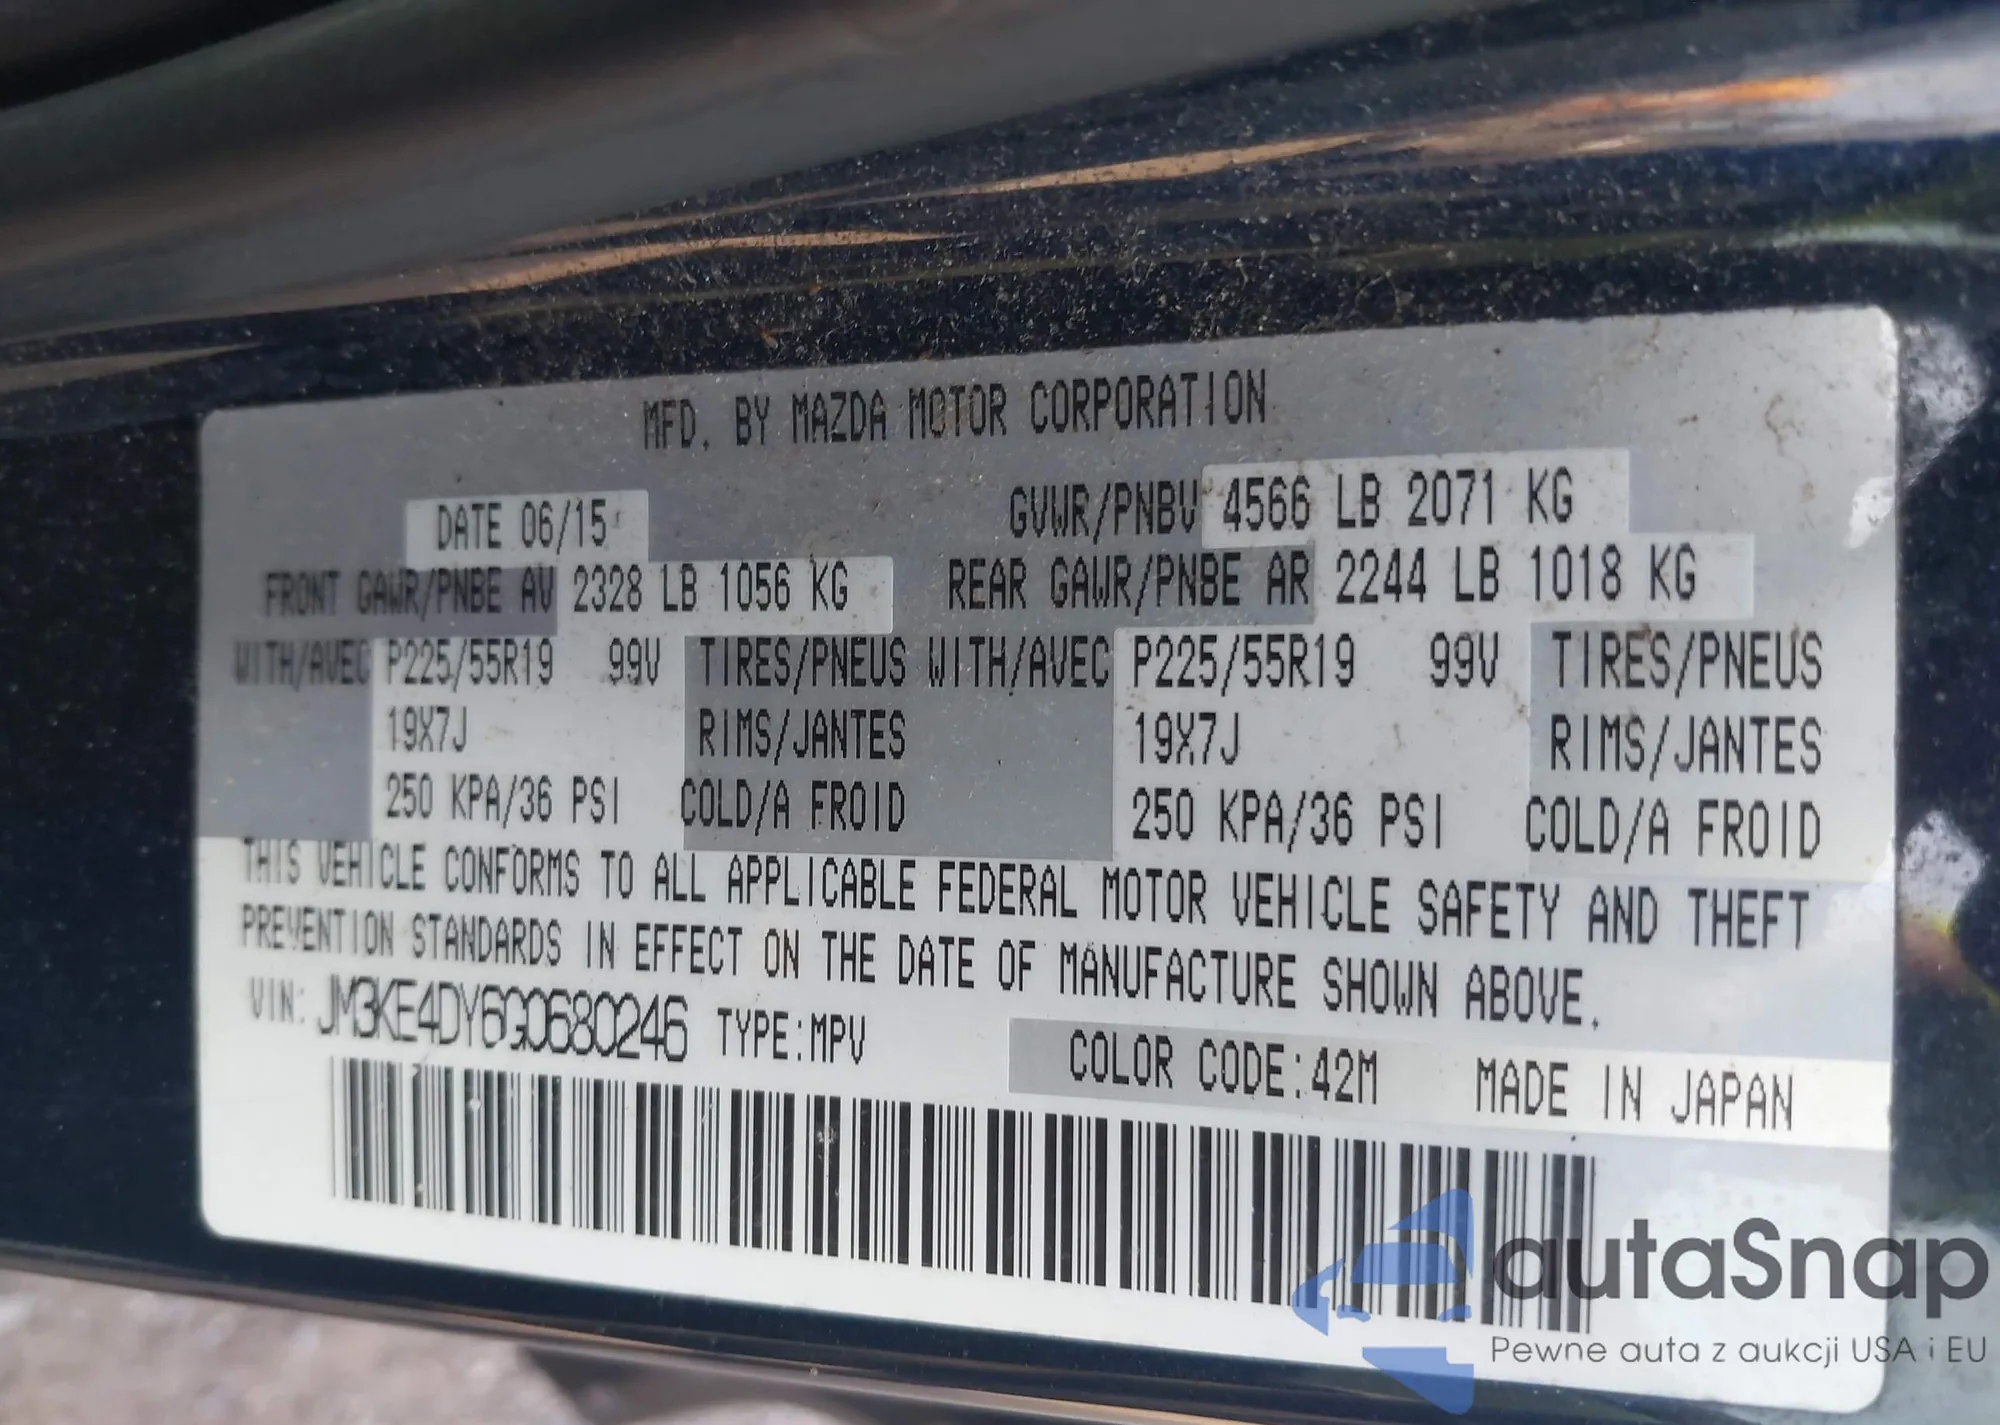 MFD. BY MAZDA MOTOR CORPORATION
DATE 06/15 GVWR/PNBV 4566 LB 2071 KG
FRONT GAWR/PNBE AV 2328 LB 1056 KG REAR GAWR/PNBE AR 2244 LB 1018 KG
WITH/AVEC P225/55R19 99V TIRES/PNEUS WITH/AVEC P225/55R19 99V TIRES/PNEUS
19X7J RIMS/JANTES 19X7J RIMS/JANTES
250 KPA/36 PSI COLD/A FROID 250 KPA/36 PSI COLD/A FROID
THIS VEHICLE CONFORMS TO ALL APPLICABLE FEDERAL MOTOR VEHICLE SAFETY AND THEFT
PREVENTION STANDARDS IN EFFECT ON THE DATE OF MANUFACTURE SHOWN ABOVE.
VIN: JM3KE4DY6G0680246 TYPE:MPV COLOR CODE:42M MADE IN JAPAN
autaSnap
Pewne auta z aukcji USA i EU